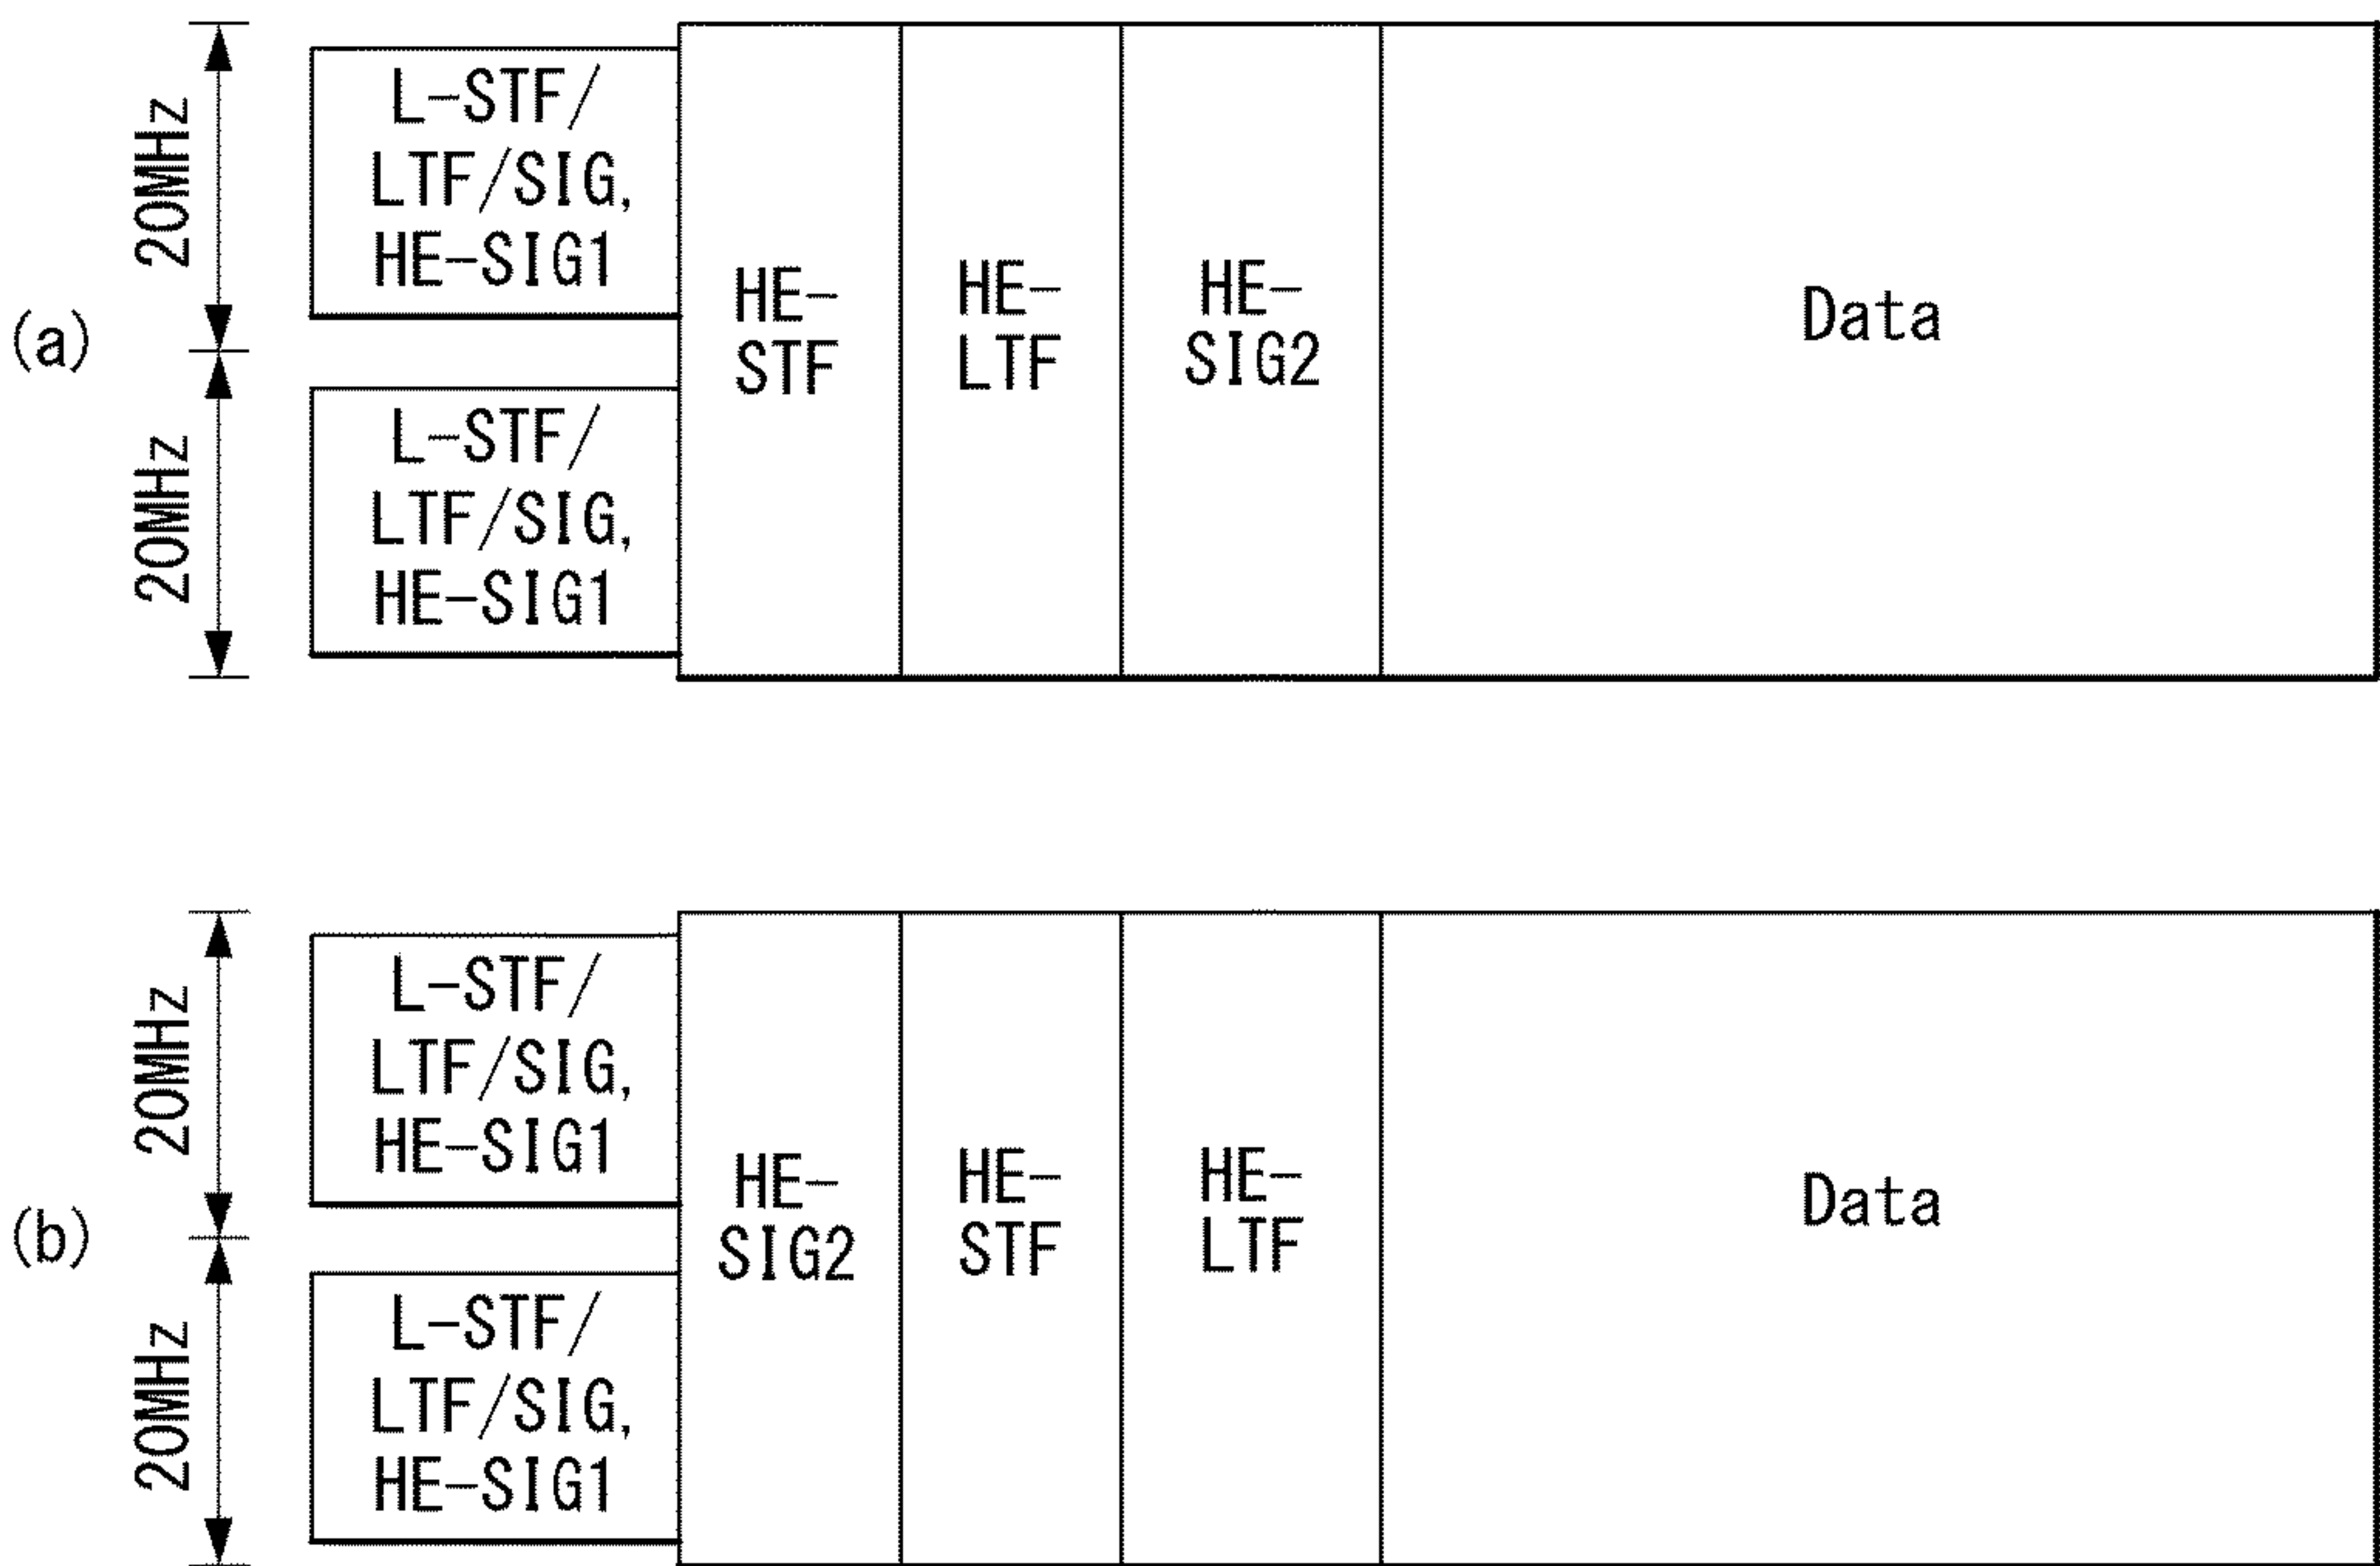 (a)
20MHz
20MHz
L-STF/
LTF/SIG,
HE-SIG1
L-STF/
LTF/SIG,
HE-SIG1
HE-
STF
HE-
LTF
HE-
SIG2
Data
(b)
20MHz
20MHz
L-STF/
LTF/SIG,
HE-SIG1
L-STF/
LTF/SIG,
HE-SIG1
HE-
SIG2
HE-
STF
HE-
LTF
Data